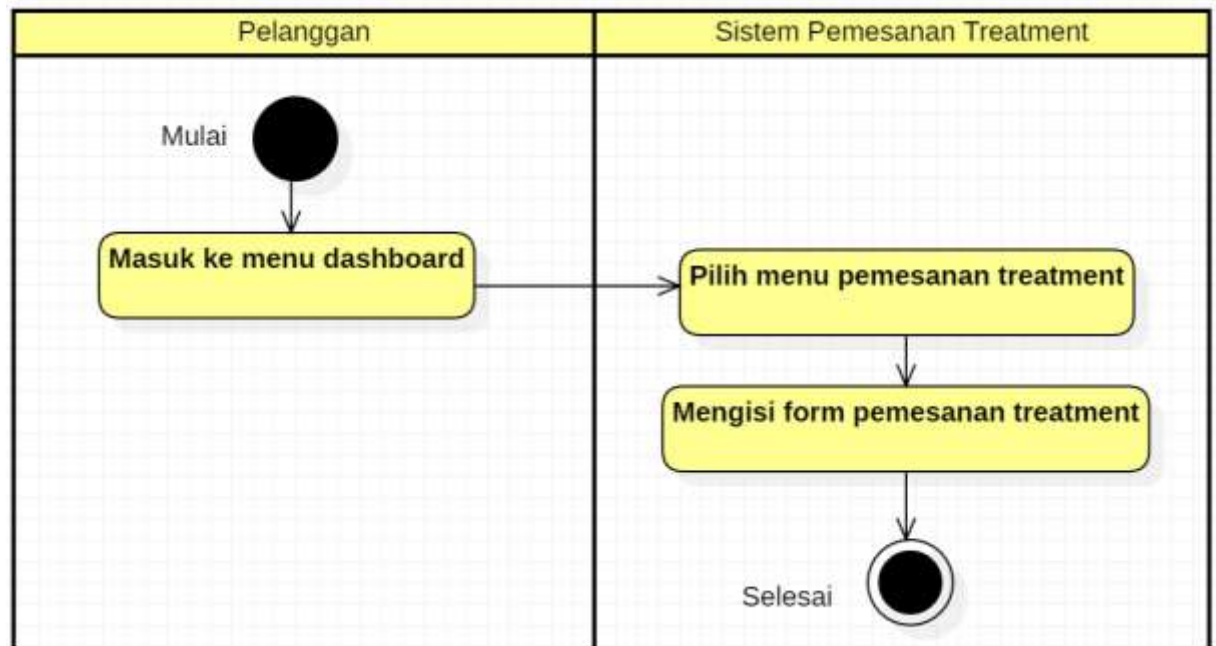 Pelanggan
Sistem Pemesanan Treatment
Mulai
Masuk ke menu dashboard
Pilih menu pemesanan treatment
Mengisi form pemesanan treatment
Selesai